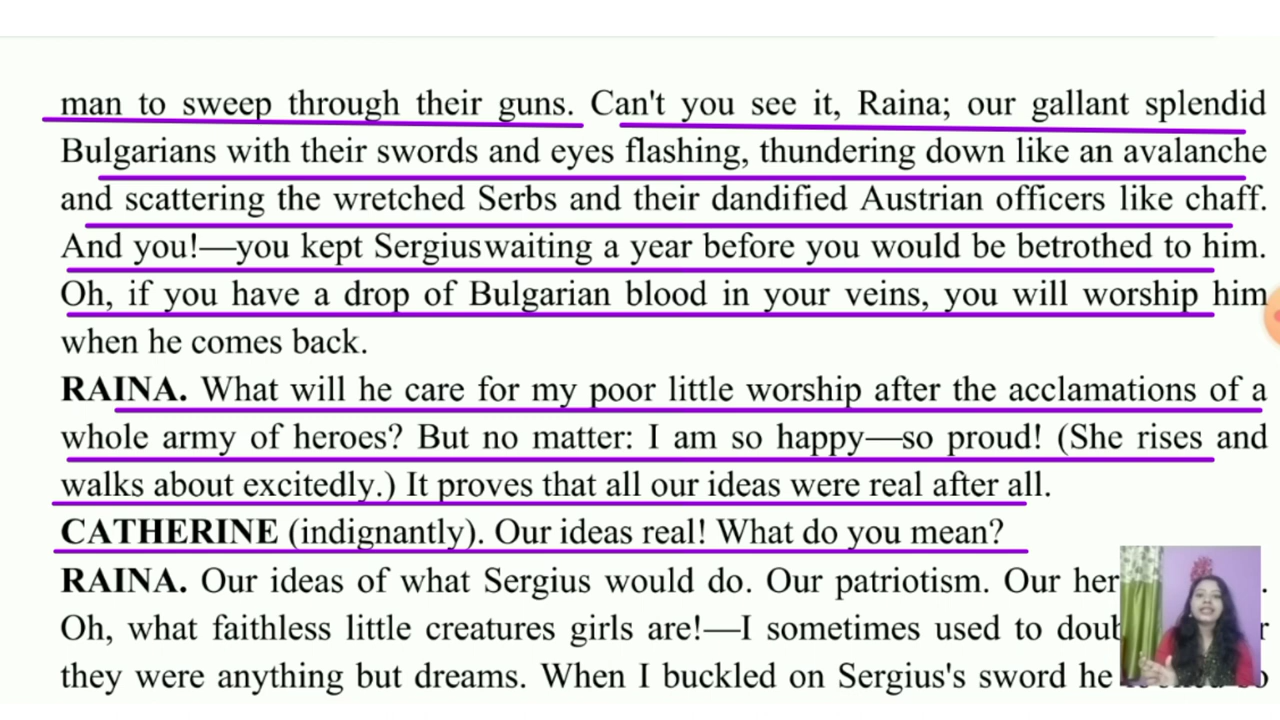 man to sweep through their guns. Can't you see it, Raina; our gallant splendid
Bulgarians with their swords and eyes flashing, thundering down like an avalanche
and scattering the wretched Serbs and their dandified Austrian officers like chaff.
And you!—you kept Sergiuswaiting a year before you would be betrothed to him.
Oh, if you have a drop of Bulgarian blood in your veins, you will worship him
when he comes back.
RAINA. What will he care for my poor little worship after the acclamations of a
whole army of heroes? But no matter: I am so happy—so proud! (She rises and
walks about excitedly.) It proves that all our ideas were real after all.
CATHERINE (indignantly). Our ideas real! What do you mean?
RAINA. Our ideas of what Sergius would do. Our patriotism. Our
Oh, what faithless little creatures girls are!—I sometimes used to
they were anything but dreams. When I buckled on Sergius's sword he